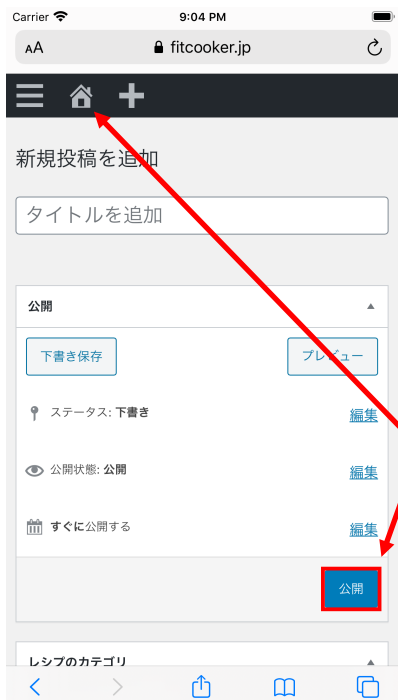 Carrier 9:04 PM
AA fitcooker.jp
新規投稿を追加
タイトルを追加
公開
下書き保存 プレビュー
ステータス: 下書き 編集
公開状態: 公開 編集
すぐに公開する 編集
公開
レシプのカテゴリ